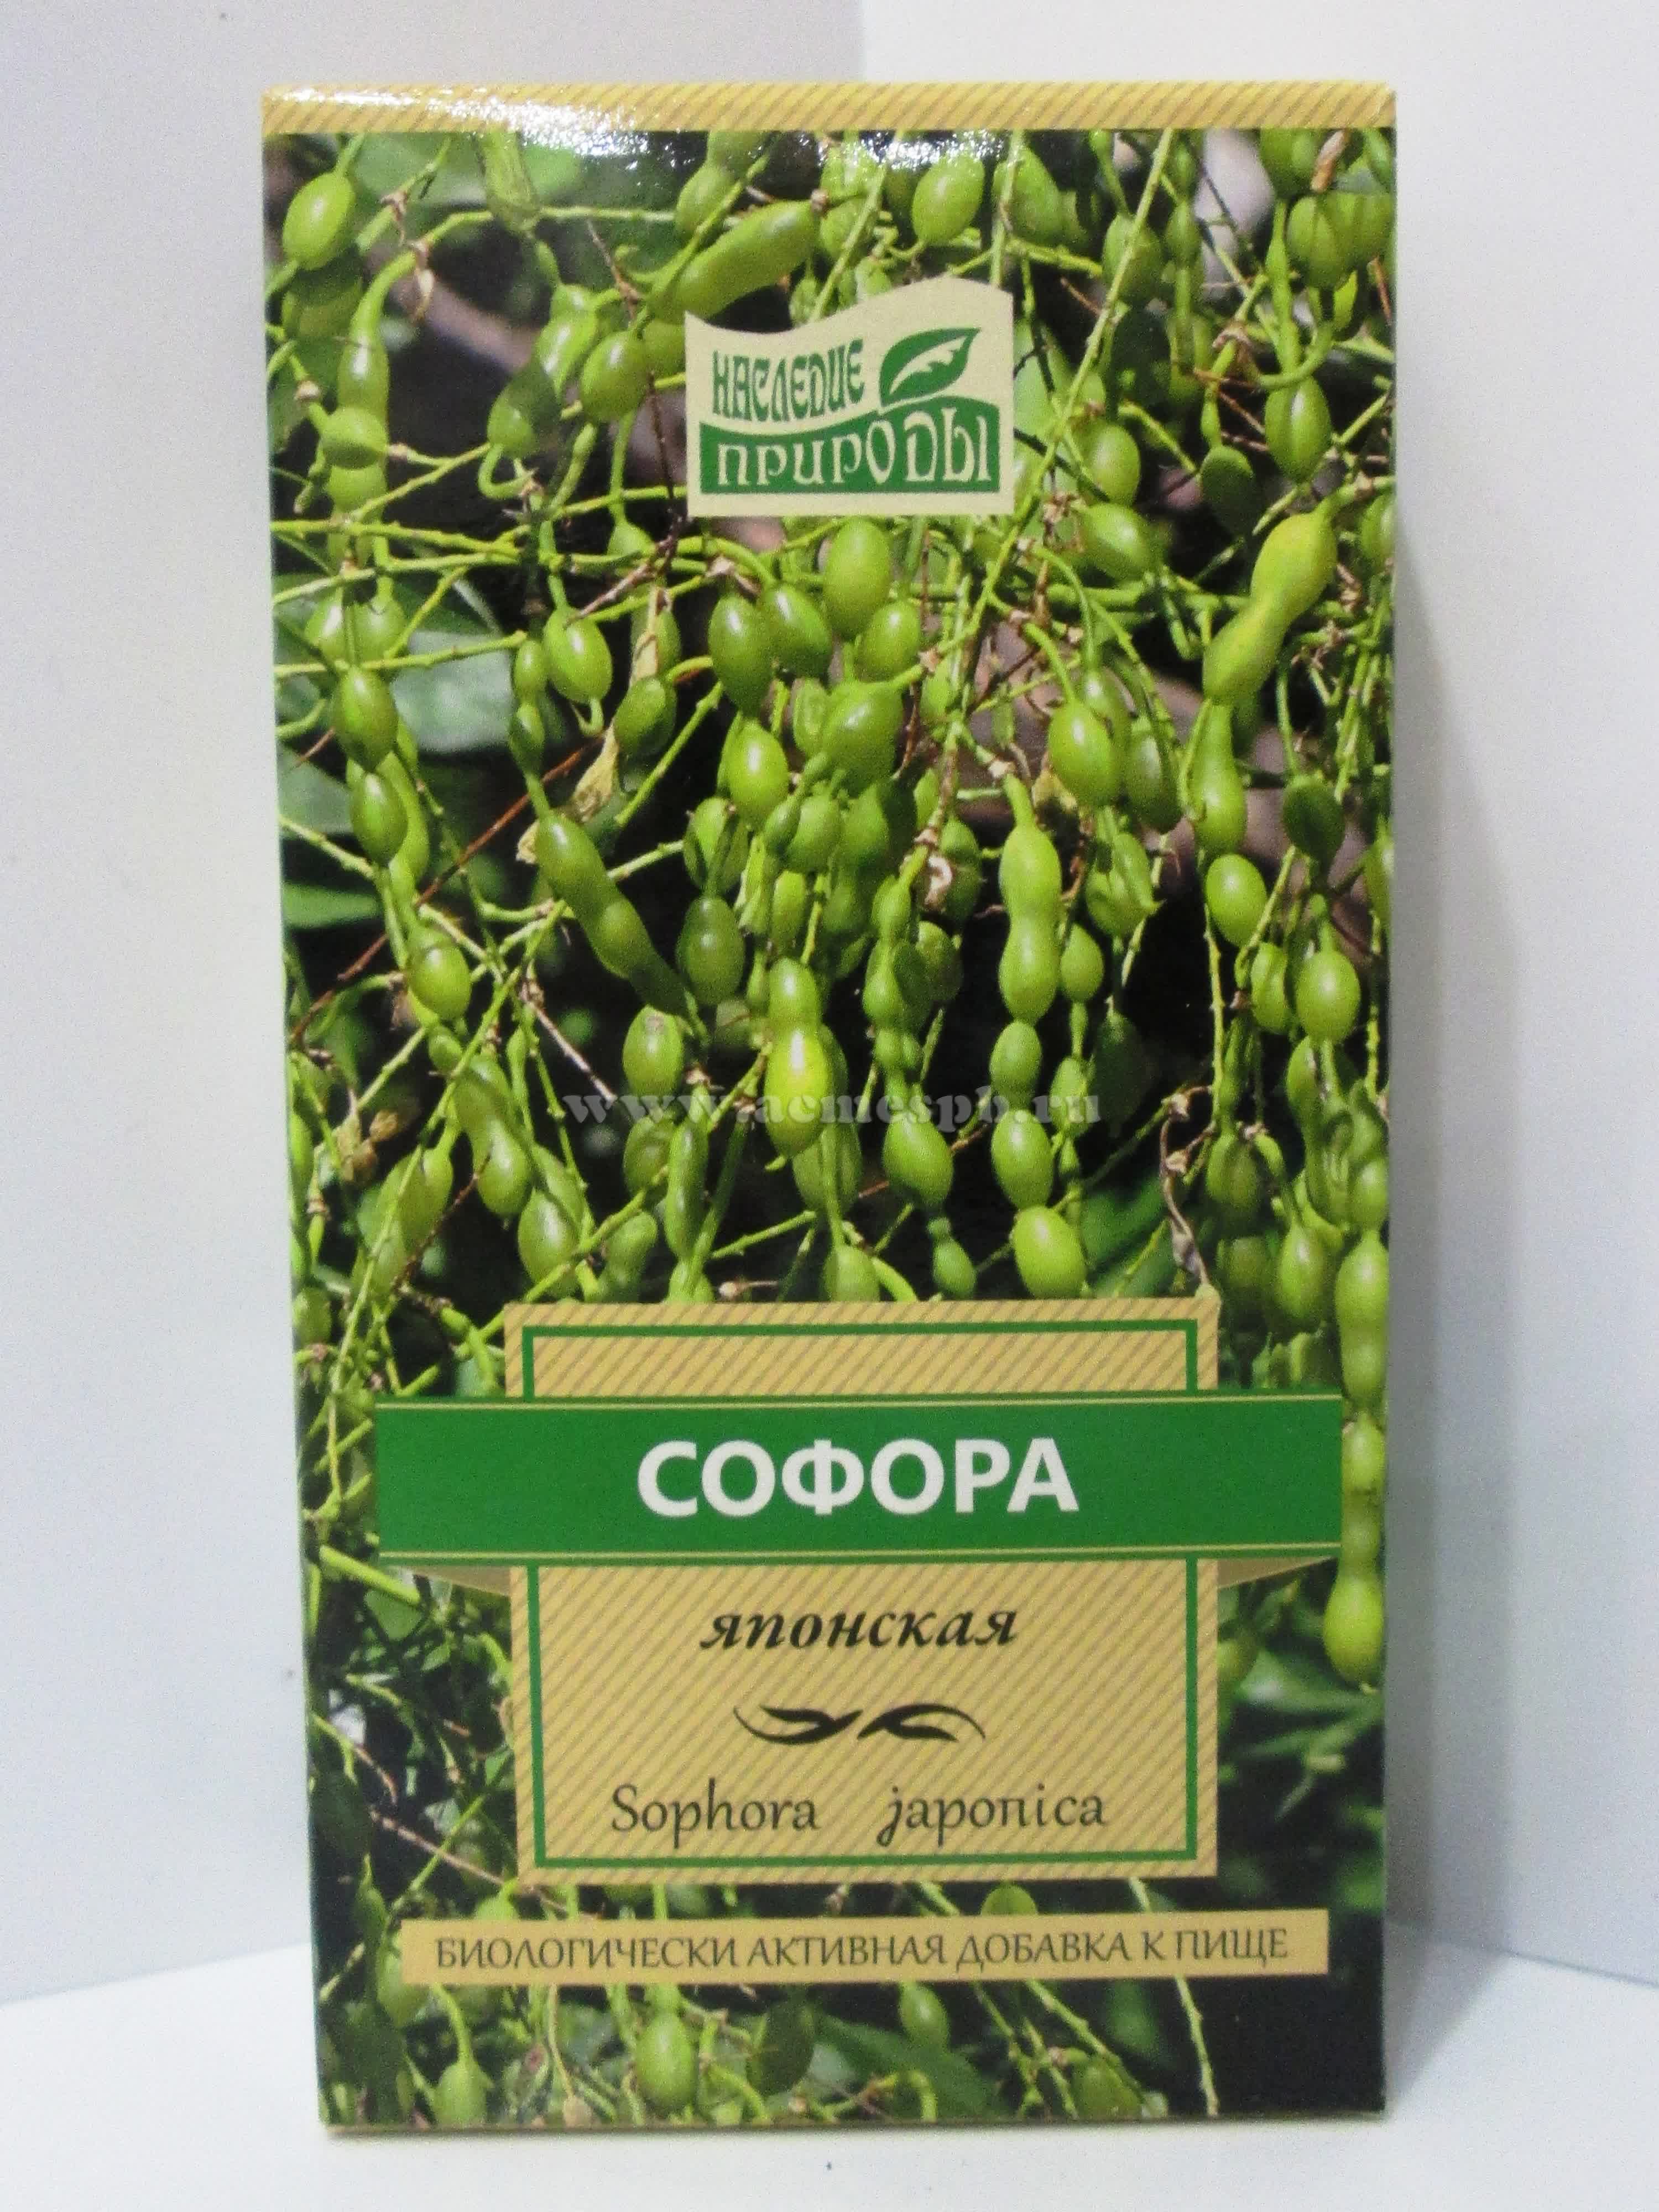 НАСЛЕДИЕ
ПРИРОДЫ
www.acmespb.ru
СОФОРА
японская
Sophora japonica
БИОЛОГИЧЕСКИ АКТИВНАЯ ДОБАВКА К ПИЩЕ